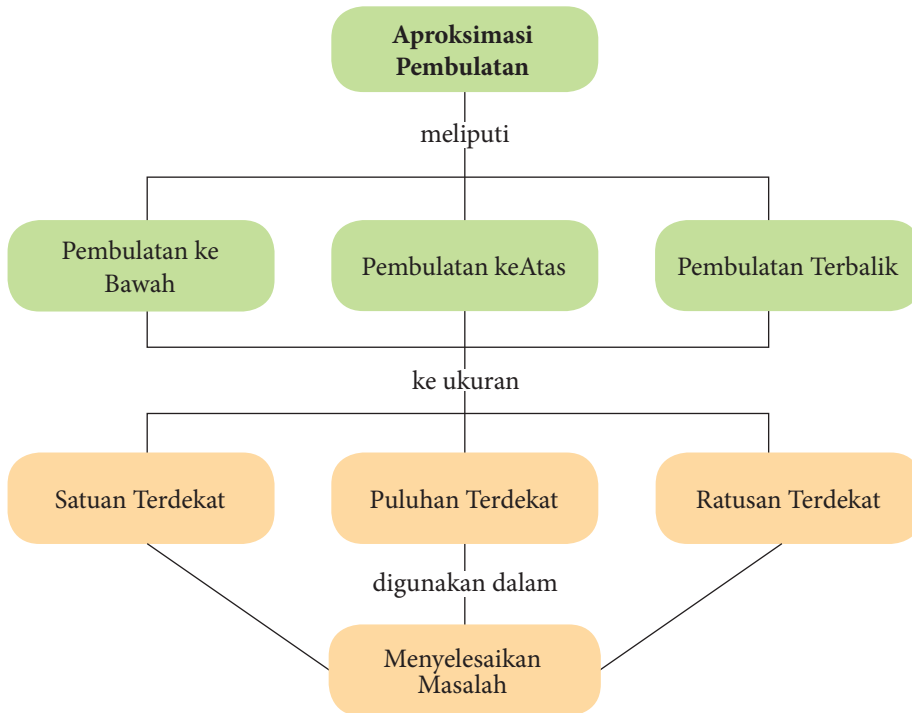 Aproksimasi
Pembulatan
meliputi
Pembulatan ke
Bawah
Pembulatan keAtas
Pembulatan Terbalik
ke ukuran
Satuan Terdekat
Puluhan Terdekat
Ratusan Terdekat
digunakan dalam
Menyelesaikan
Masalah